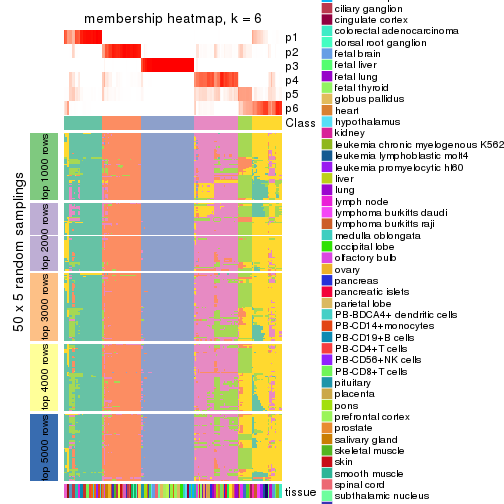 membership heatmap, k = 6
p1
p2
p3
p4
p5
p6
Class
50 x 5 random samplings
top 1000 rows
top 2000 rows
top 3000 rows
top 4000 rows
top 5000 rows
tissue
ciliary ganglion
cingulate cortex
colorectal adenocarcinoma
dorsal root ganglion
fetal brain
fetal liver
fetal lung
fetal thyroid
globus pallidus
heart
hypothalamus
kidney
leukemia chronic myelogenous K562
leukemia lymphoblastic molt4
leukemia promyelocytic hl60
liver
lung
lymph node
lymphoma burkitts daudi
lymphoma burkitts raji
medulla oblongata
occipital lobe
olfactory bulb
ovary
pancreas
pancreatic islets
parietal lobe
PB-BDCA4+ dendritic cells
PB-CD14+monocytes
PB-CD19+B cells
PB-CD4+T cells
PB-CD56+NK cells
PB-CD8+T cells
pituitary
placenta
pons
prefrontal cortex
prostate
salivary gland
skeletal muscle
skin
smooth muscle
spinal cord
subthalamic nucleus